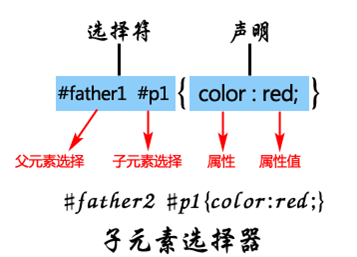 选择符 声明
#father1 #p1{ color : red; }
父元素选择 子元素选择 属性 属性值
#father2 #p1{color:red;}
子元素选择器